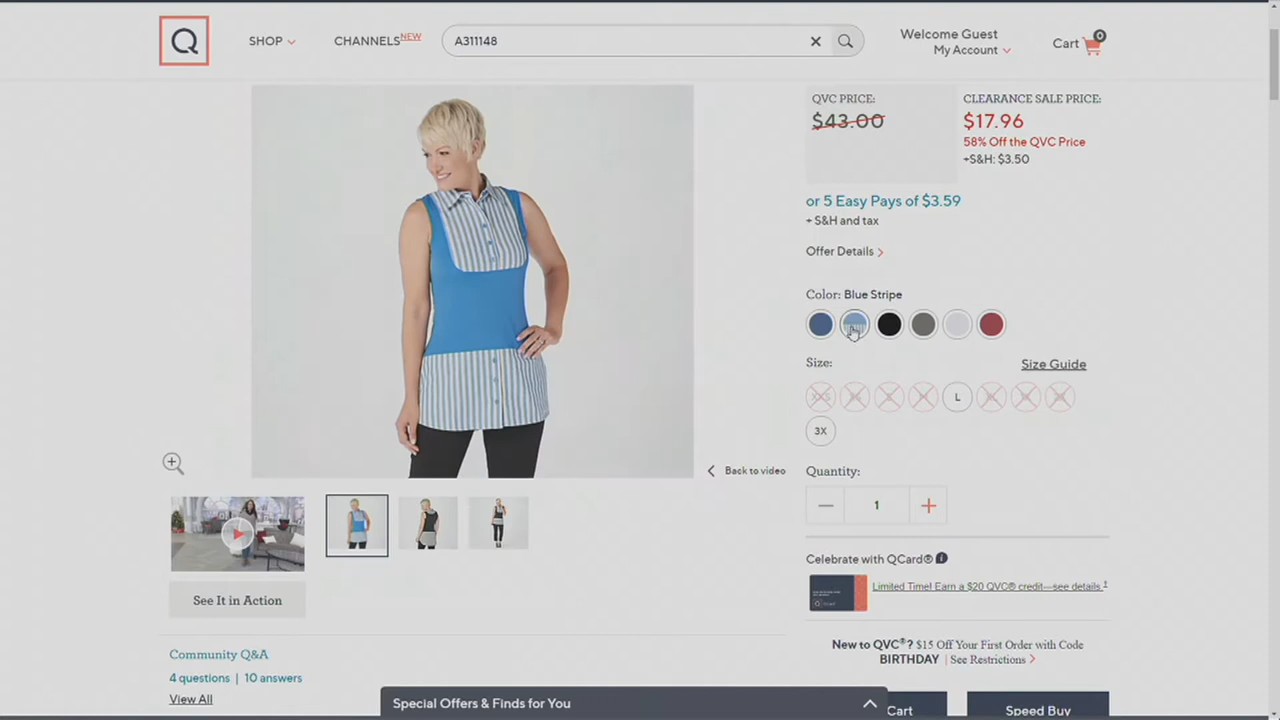 Q
SHOP
CHANNELS NEW
A311148
Welcome Guest
My Account
Cart
0
QVC PRICE:
$43.00
CLEARANCE SALE PRICE:
$17.96
58% Off the QVC Price
+S&H: $3.50
or 5 Easy Pays of $3.59
+ S&H and tax
Offer Details
Color: Blue Stripe
Size:
Size Guide
L
3X
Back to video
Quantity:
1
Celebrate with QCard®
Limited Time! Earn a $20 QVC® credit—see details.‡
See It in Action
New to QVC®? $15 Off Your First Order with Code
BIRTHDAY | See Restrictions
Community Q&A
4 questions | 10 answers
View All
Special Offers & Finds for You
Cart
Speed Buy